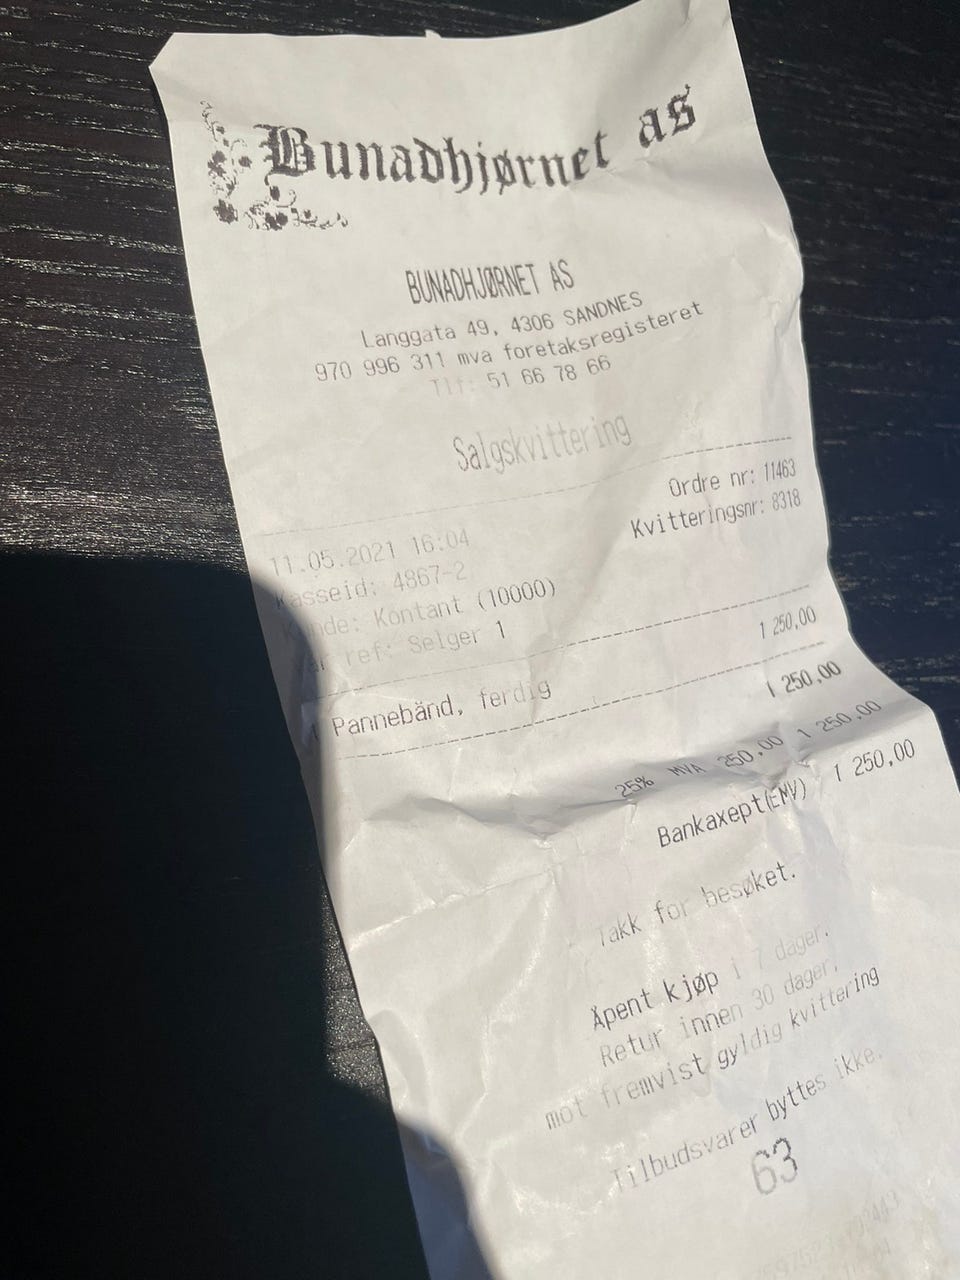 Bunadhjørnet as
BUNADHJØRNET AS
Langgata 49, 4306 SANDNES
970 996 311 mva foretaksregisteret
Tlf: 51 66 78 66
Salgskvittering
Ordre nr: 11463
Kvitteringsnr: 8318
11.05.2021 16:04
Kasseid: 4867-2
Kunde: Kontant (10000)
Vår ref: Selger 1
1 250,00
1 Pannebånd, ferdig
1 250,00
25% MVA 250,00 1 250,00
Bankaxept(EMV) 1 250,00
Takk for besøket.
Åpent kjøp i 7 dager.
Retur innen 30 dager,
mot fremvist gyldig kvittering
Tilbudsvarer byttes ikke.
63